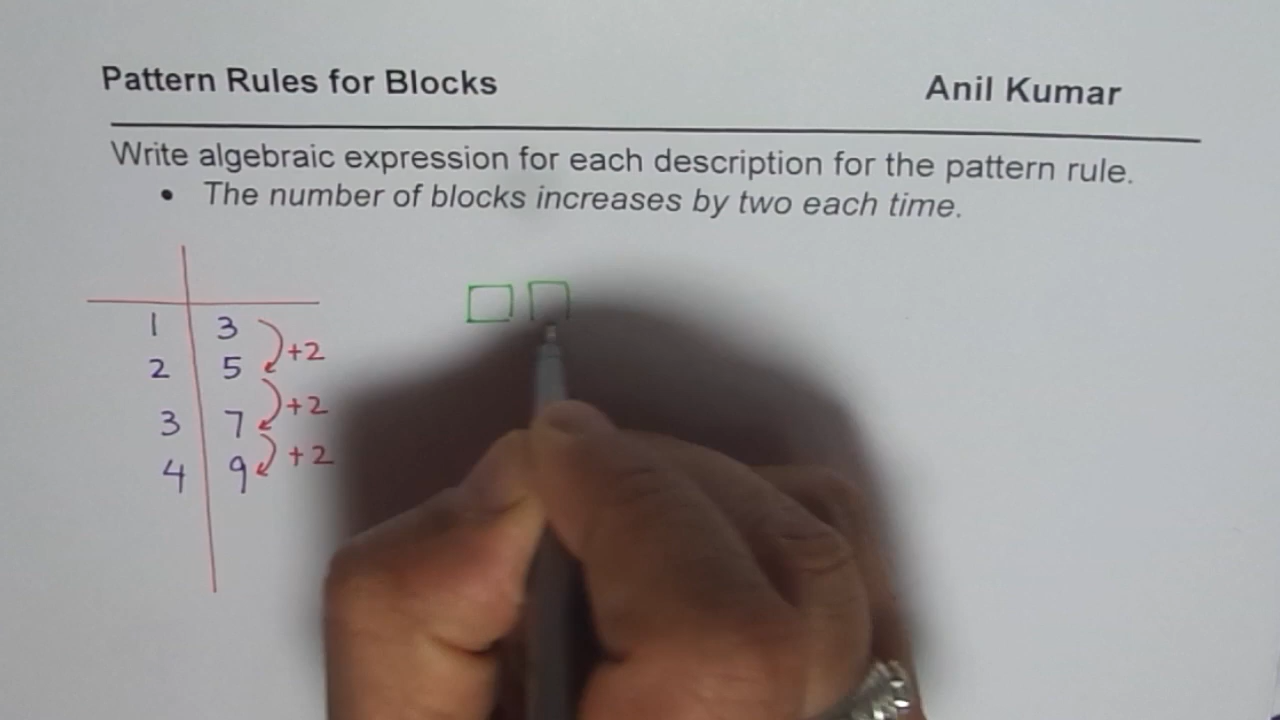 Pattern Rules for Blocks Anil Kumar
Write algebraic expression for each description for the pattern rule.
• The number of blocks increases by two each time.
1 3
+2
2 5
+2
3 7
+2
4 9